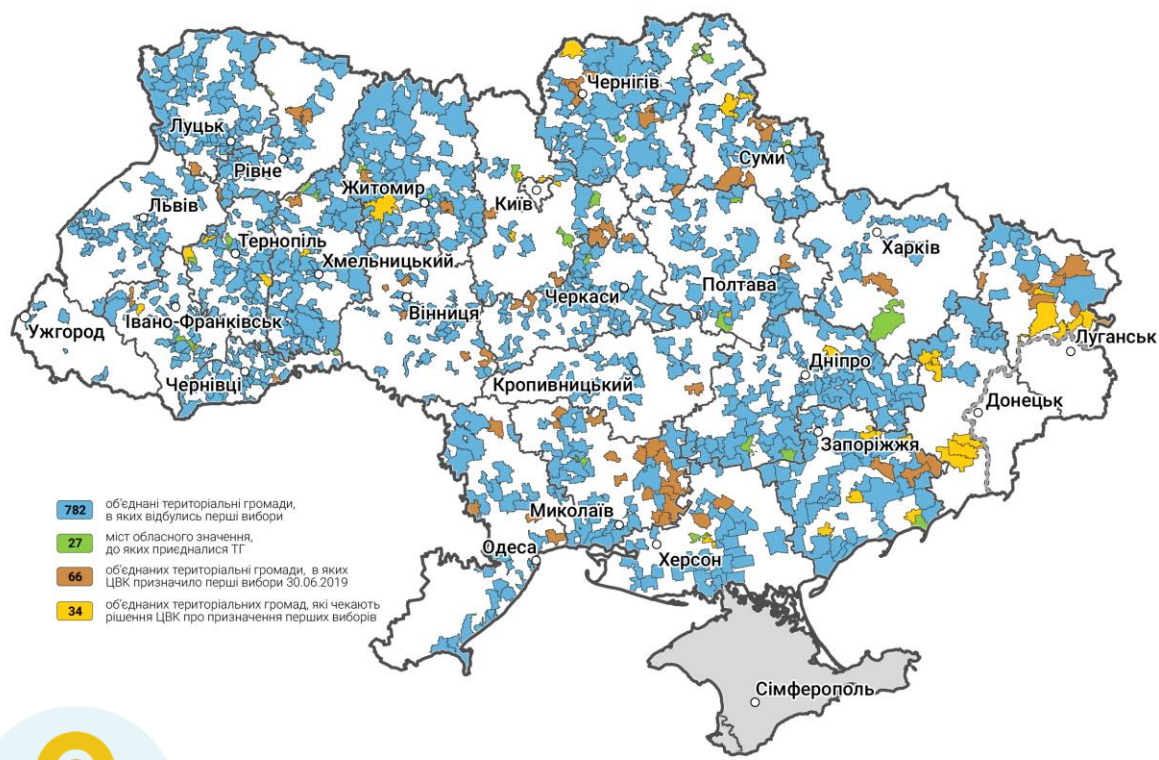 Чернігів
Луцьк
Рівне
Суми
Житомир
Київ
Львів
Харків
Тернопіль
Хмельницький
Полтава
Черкаси
Вінниця
Івано-Франківськ
Ужгород
Луганськ
Дніпро
Чернівці
Кропивницький
Донецьк
Запоріжжя
782 об'єднані територіальні громади,
в яких відбулись перші вибори
27 міст обласного значення,
до яких приєдналися ТГ
66 об'єднаних територіальних громади, в яких
ЦВК призначило перші вибори 30.06.2019
34 об'єднаних територіальних громад, які чекають
рішення ЦВК про призначення перших виборів
Миколаїв
Одеса
Херсон
Сімферополь